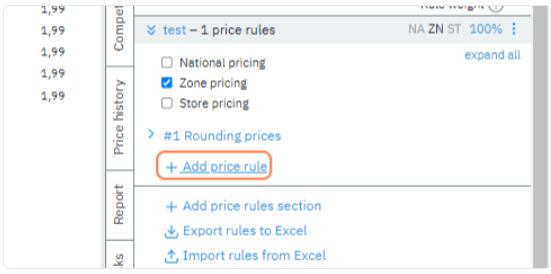 1,99
1,99
1,99
1,99
1,99
Compet
Price history
Report
ks
Rule weight ?
test – 1 price rules NA ZN ST 100%
expand all
National pricing
Zone pricing
Store pricing
#1 Rounding prices
+ Add price rule
+ Add price rules section
Export rules to Excel
Import rules from Excel